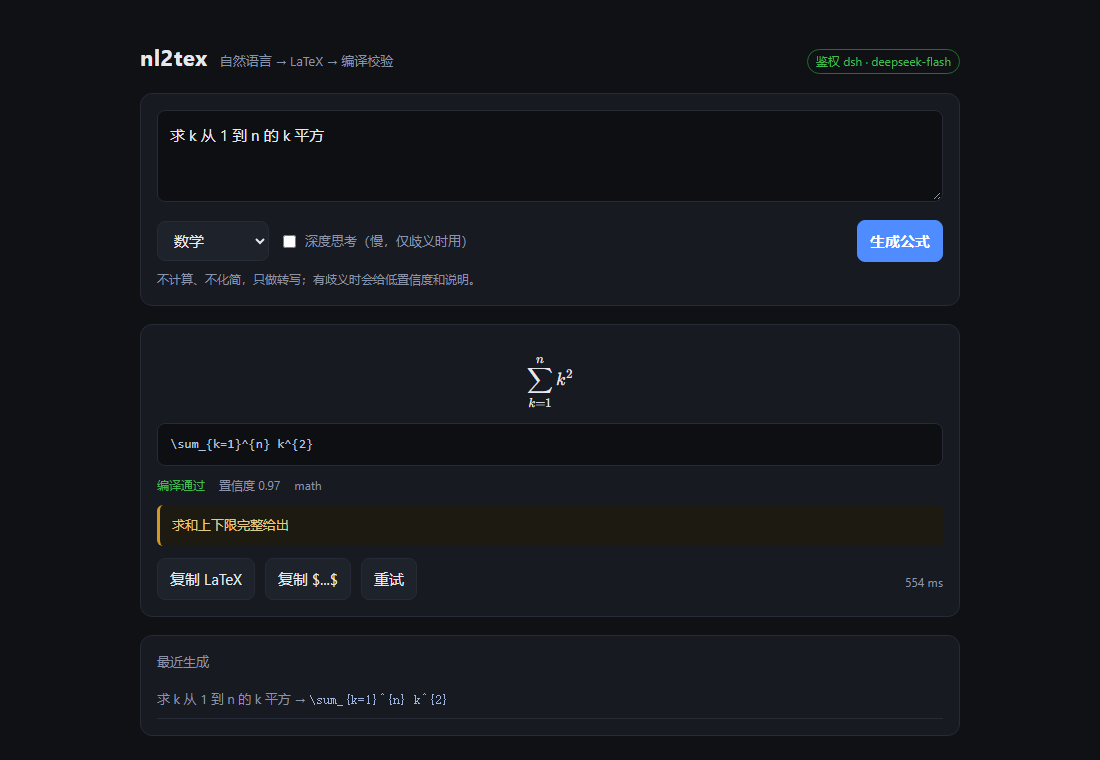 nl2tex 自然语言 → LaTeX → 编译校验 鉴权 dsh · deepseek-flash
求 k 从 1 到 n 的 k 平方
数学 深度思考（慢，仅歧义时用） 生成公式
不计算、不化简，只做转写；有歧义时会给低置信度和说明。
n
∑ k²
k=1
\sum_{k=1}^{n} k^{2}
编译通过 置信度 0.97 math
求和上下限完整给出
复制 LaTeX 复制 $...$ 重试 554 ms
最近生成
求 k 从 1 到 n 的 k 平方 → \sum_{k=1}^{n} k^{2}